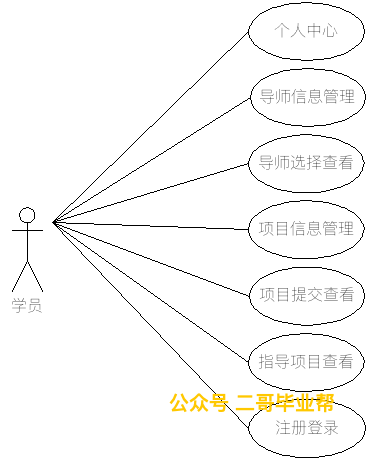 个人中心
导师信息管理
导师选择查看
项目信息管理
学员
项目提交查看
指导项目查看
公众号 二哥毕业帮
注册登录